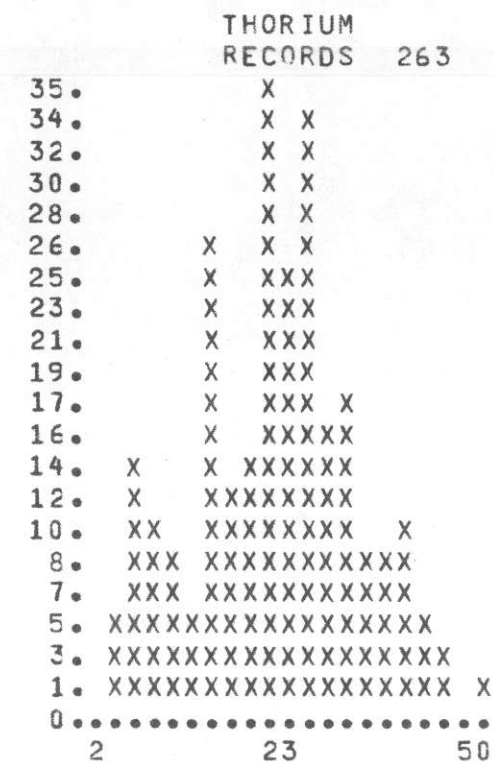 THORIUM
RECORDS 263
35. X
34. X X
32. X X
30. X X
28. X X
26. X X X
25. X XXX
23. X XXX
21. X XXX
19. X XXX
17. X XXX X
16. X XXXXX
14. X X XXXXXX
12. X XXXXXXXX
10. XX XXXXXXXX X
8. XXX XXXXXXXXXXX
7. XXX XXXXXXXXXXX
5. XXXXXXXXXXXXXXXXX
3. XXXXXXXXXXXXXXXXXX
1. XXXXXXXXXXXXXXXXXX X
0......................
2 23 50